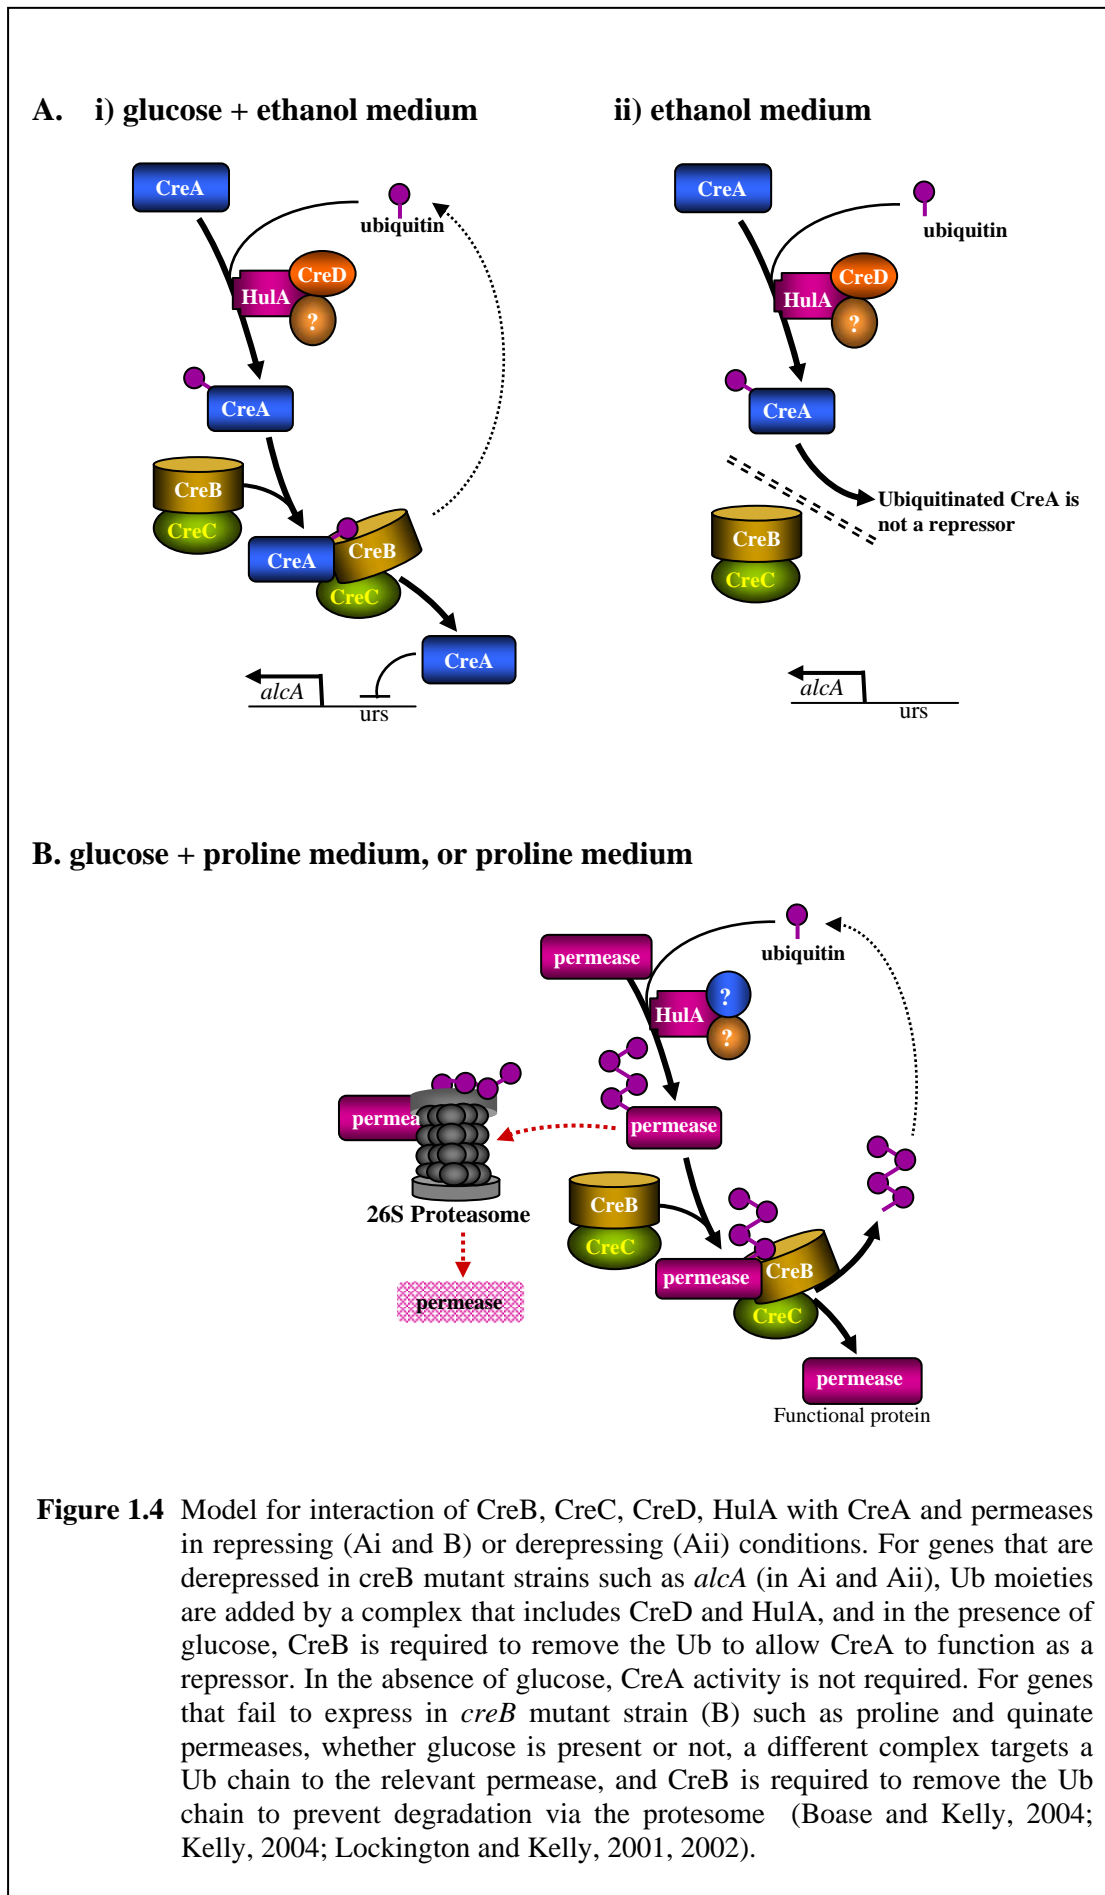 A. i) glucose + ethanol medium
ii) ethanol medium
CreA
ubiquitin
CreD
HulA
?
CreA
CreB
CreC
CreA
CreB
CreC
CreA
alcA
urs
CreA
ubiquitin
CreD
HulA
?
CreA
Ubiquitinated CreA is
not a repressor
CreB
CreC
alcA
urs
B. glucose + proline medium, or proline medium
permease
ubiquitin
HulA
?
?
permea
permease
26S Proteasome
CreB
CreC
permease
CreB
CreC
permease
permease
Functional protein
Figure 1.4 Model for interaction of CreB, CreC, CreD, HulA with CreA and permeases
in repressing (Ai and B) or derepressing (Aii) conditions. For genes that are
derepressed in creB mutant strains such as alcA (in Ai and Aii), Ub moieties
are added by a complex that includes CreD and HulA, and in the presence of
glucose, CreB is required to remove the Ub to allow CreA to function as a
repressor. In the absence of glucose, CreA activity is not required. For genes
that fail to express in creB mutant strain (B) such as proline and quinate
permeases, whether glucose is present or not, a different complex targets a
Ub chain to the relevant permease, and CreB is required to remove the Ub
chain to prevent degradation via the protesome (Boase and Kelly, 2004;
Kelly, 2004; Lockington and Kelly, 2001, 2002).